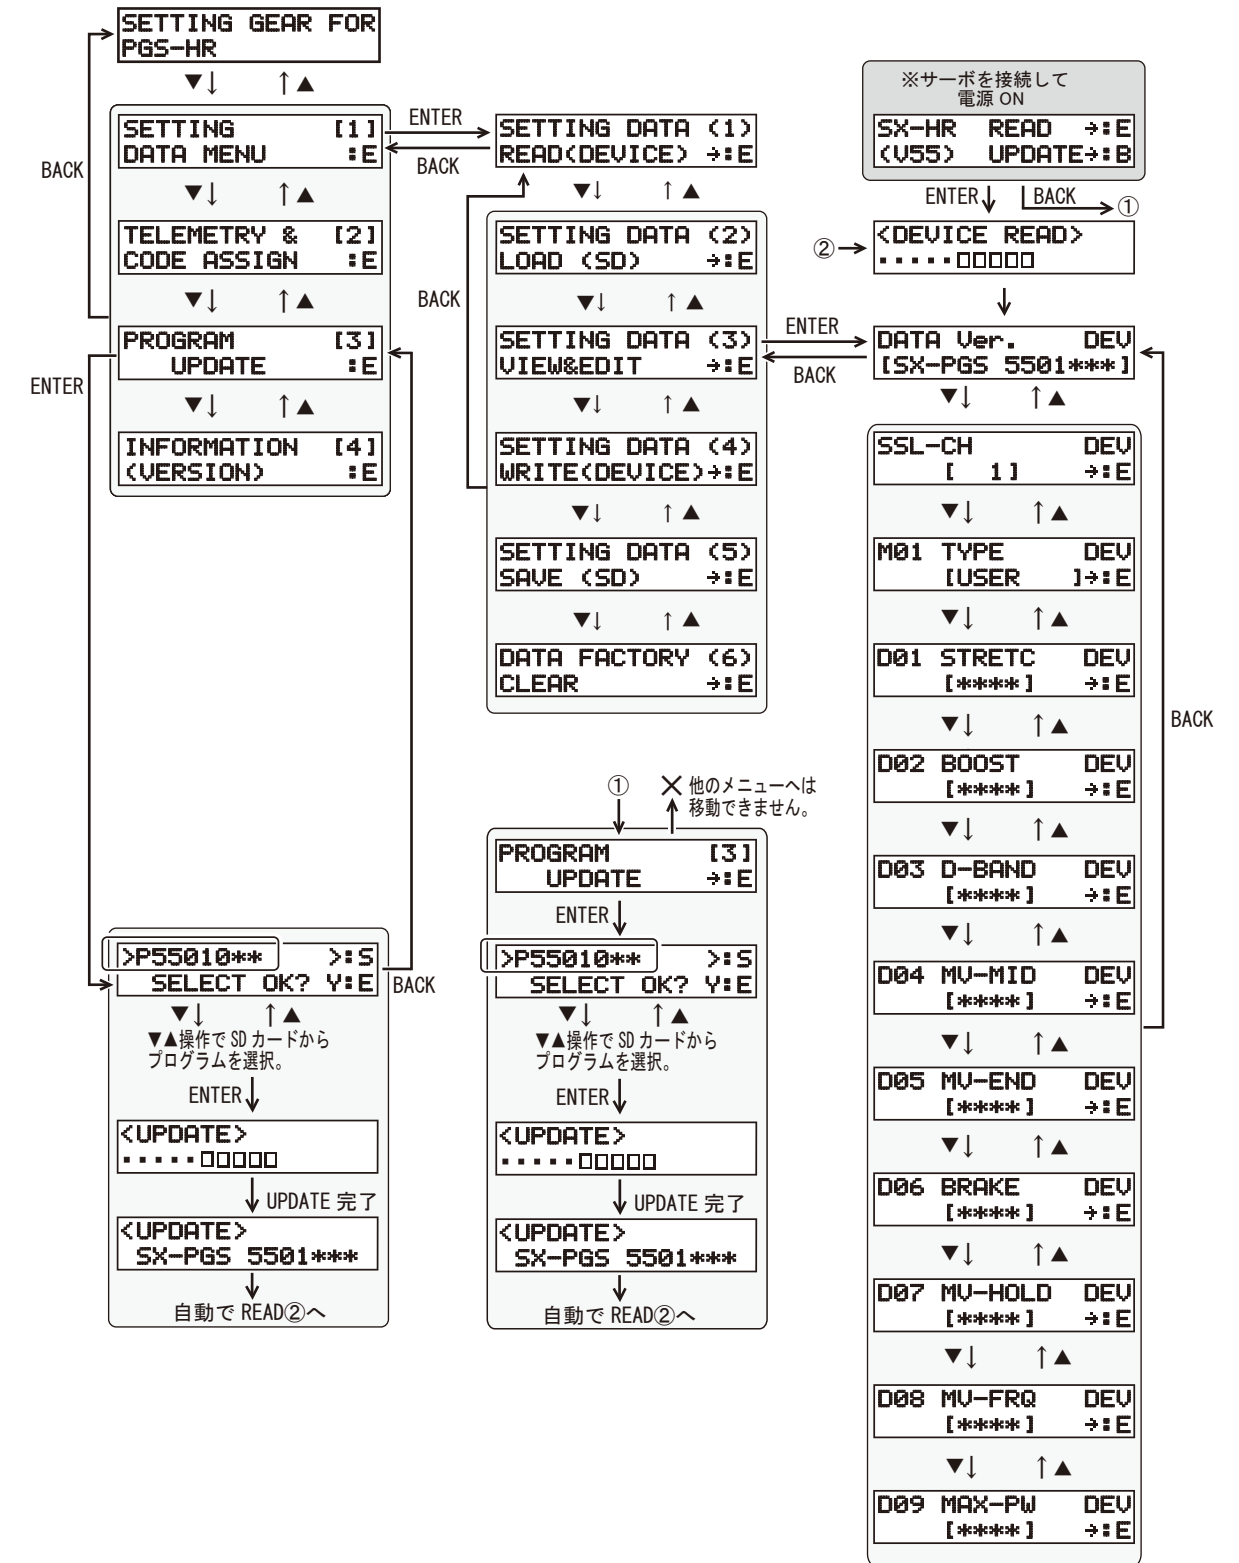 SETTING GEAR FOR
PGS-HR
▼↓ ↑▲
SETTING [1]
DATA MENU :E
▼↓ ↑▲
TELEMETRY & [2]
CODE ASSIGN :E
▼↓ ↑▲
PROGRAM [3]
UPDATE :E
▼↓ ↑▲
INFORMATION [4]
(VERSION) :E
BACK
ENTER
ENTER
BACK
SETTING DATA (1)
READ(DEVICE) →:E
▼↓ ↑▲
SETTING DATA (2)
LOAD (SD) →:E
▼↓ ↑▲
SETTING DATA (3)
VIEW&EDIT →:E
▼↓ ↑▲
SETTING DATA (4)
WRITE(DEVICE)→:E
▼↓ ↑▲
SETTING DATA (5)
SAVE (SD) →:E
▼↓ ↑▲
DATA FACTORY (6)
CLEAR →:E
BACK
ENTER
BACK
※サーボを接続して
電源 ON
SX-HR READ →:E
(V55) UPDATE→:B
ENTER BACK ①
②
<DEVICE READ>
▪▪▪▪▪□□□□□
DATA Ver. DEV
[SX-PGS 5501***]
▼↓ ↑▲
SSL-CH DEV
[ 1] →:E
▼↓ ↑▲
M01 TYPE DEV
[USER ]→:E
▼↓ ↑▲
D01 STRETC DEV
[****] →:E
▼↓ ↑▲
D02 BOOST DEV
[****] →:E
▼↓ ↑▲
D03 D-BAND DEV
[****] →:E
▼↓ ↑▲
D04 MV-MID DEV
[****] →:E
▼↓ ↑▲
D05 MV-END DEV
[****] →:E
▼↓ ↑▲
D06 BRAKE DEV
[****] →:E
▼↓ ↑▲
D07 MV-HOLD DEV
[****] →:E
▼↓ ↑▲
D08 MV-FRQ DEV
[****] →:E
▼↓ ↑▲
D09 MAX-PW DEV
[****] →:E
BACK
>P55010** >:S
SELECT OK? Y:E
BACK
▼↓ ↑▲
▼▲操作で SD カードから
プログラムを選択。
ENTER
<UPDATE>
▪▪▪▪▪□□□□□
UPDATE 完了
<UPDATE>
SX-PGS 5501***
自動で READ②へ
① ✕ 他のメニューへは
移動できません。
PROGRAM [3]
UPDATE →:E
ENTER
>P55010** >:S
SELECT OK? Y:E
▼↓ ↑▲
▼▲操作で SD カードから
プログラムを選択。
ENTER
<UPDATE>
▪▪▪▪▪□□□□□
UPDATE 完了
<UPDATE>
SX-PGS 5501***
自動で READ②へ